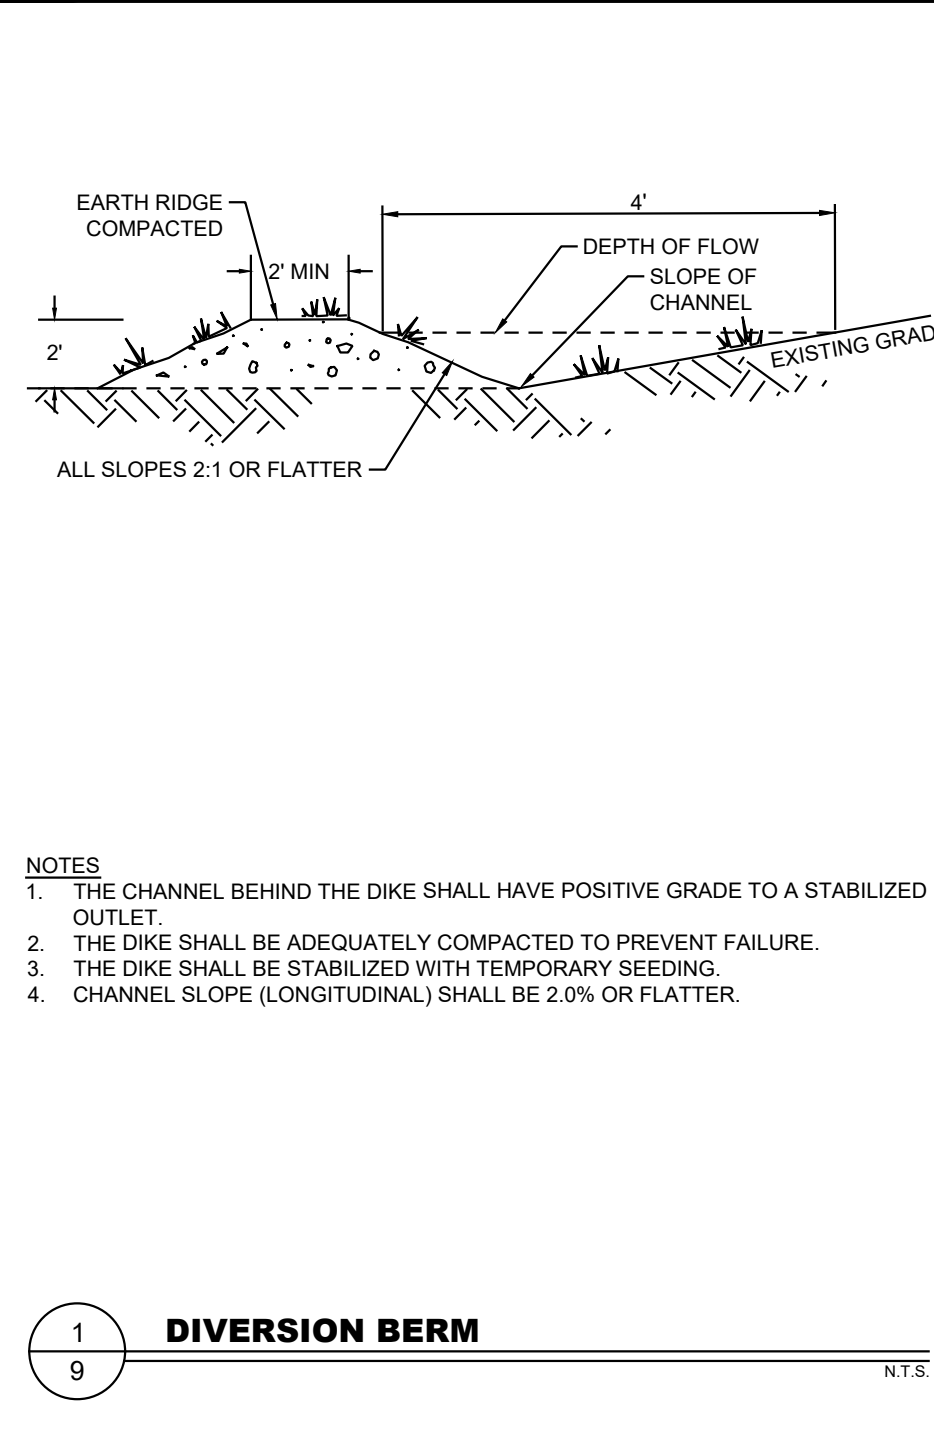 EARTH RIDGE
COMPACTED
4'
DEPTH OF FLOW
2' MIN
SLOPE OF
CHANNEL
2'
EXISTING GRAD
ALL SLOPES 2:1 OR FLATTER
NOTES
1. THE CHANNEL BEHIND THE DIKE SHALL HAVE POSITIVE GRADE TO A STABILIZED
OUTLET.
2. THE DIKE SHALL BE ADEQUATELY COMPACTED TO PREVENT FAILURE.
3. THE DIKE SHALL BE STABILIZED WITH TEMPORARY SEEDING.
4. CHANNEL SLOPE (LONGITUDINAL) SHALL BE 2.0% OR FLATTER.
1
DIVERSION BERM
9
N.T.S.